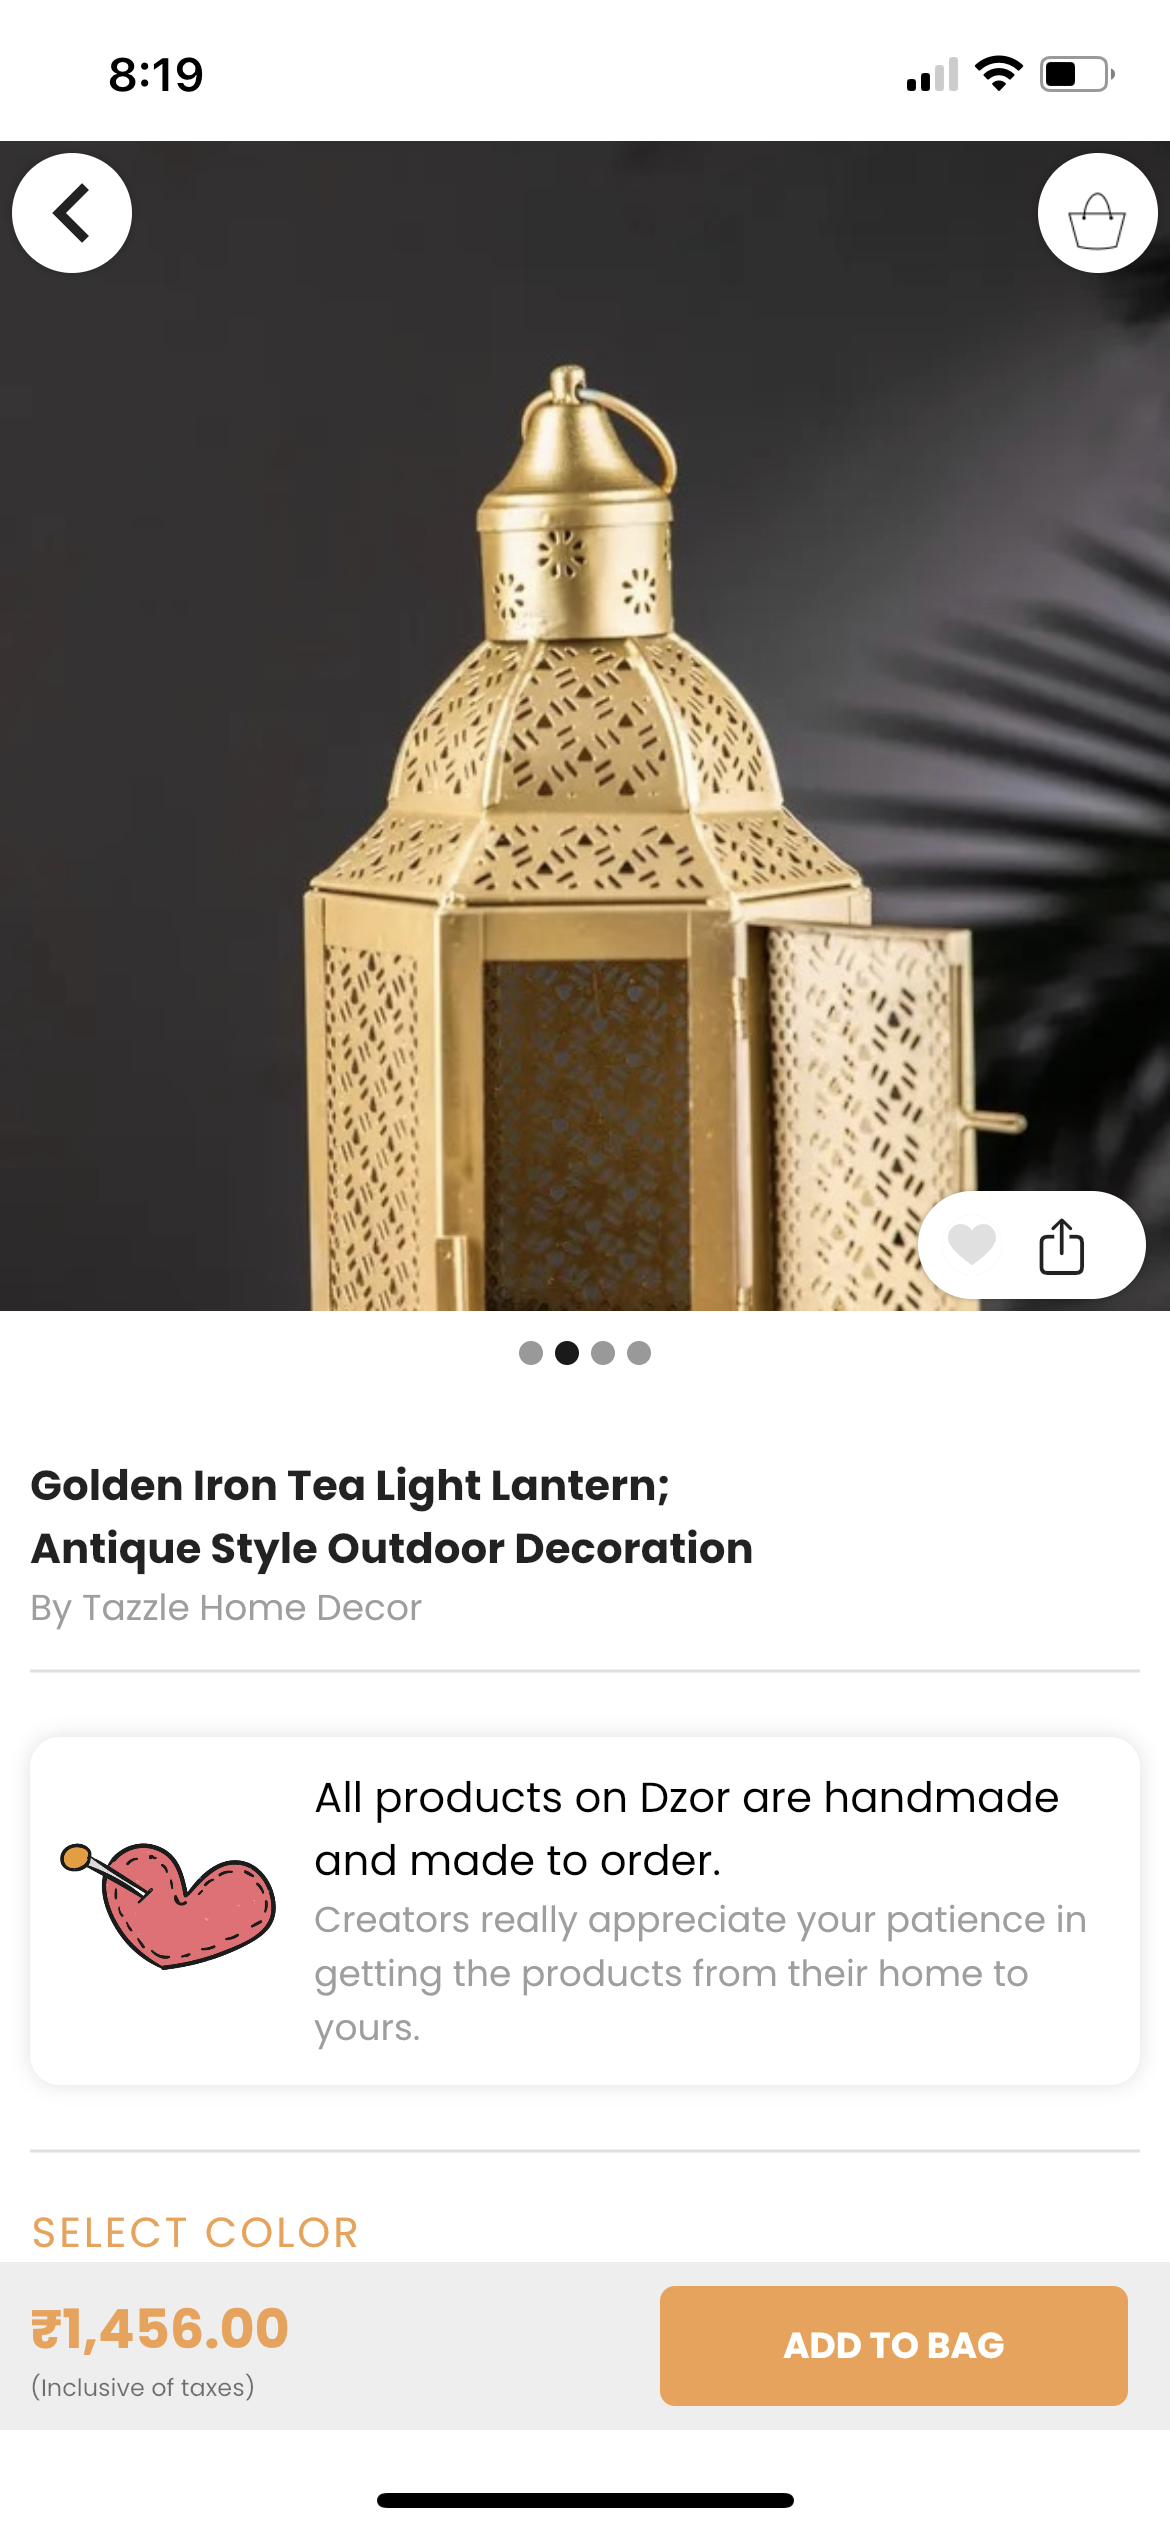 8:19
Golden Iron Tea Light Lantern;
Antique Style Outdoor Decoration
By Tazzle Home Decor
All products on Dzor are handmade
and made to order.
Creators really appreciate your patience in
getting the products from their home to
yours.
SELECT COLOR
₹1,456.00
(Inclusive of taxes)
ADD TO BAG